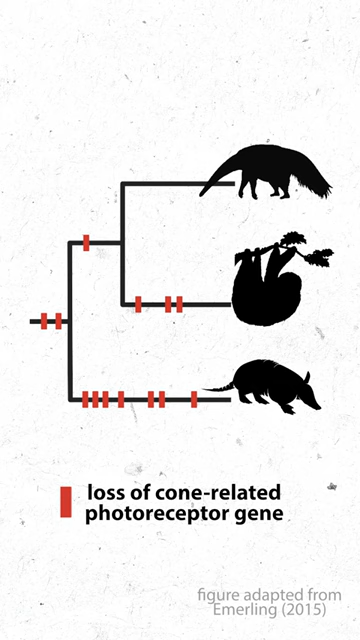 loss of cone-related
photoreceptor gene
figure adapted from
Emerling (2015)